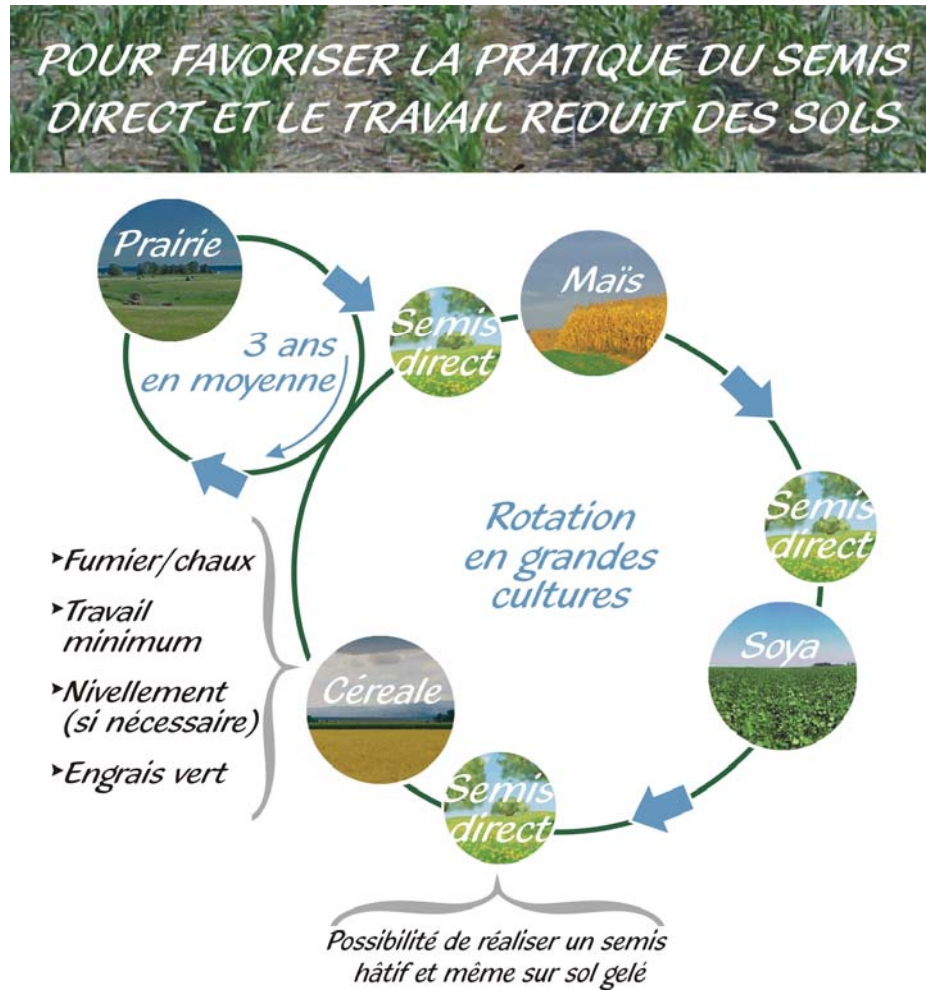 POUR FAVORISER LA PRATIQUE DU SEMIS
DIRECT ET LE TRAVAIL REDUIT DES SOLS
Prairie
3 ans
en moyenne
Semis
direct
Maïs
Semis
direct
Rotation
en grandes
cultures
Soya
Céreale
Semis
direct
➤Fumier/chaux
➤Travail
minimum
➤Nivellement
(si nécessaire)
➤Engrais vert
Possibilité de réaliser un semis
hâtif et même sur sol gelé